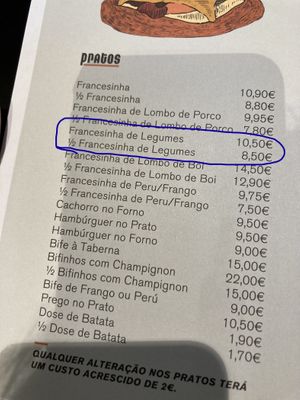 PRATOS
Francesinha 10,90€
½ Francesinha 8,80€
Francesinha de Lombo de Porco 9,95€
½ Francesinha de Lombo de Porco 7,80€
Francesinha de Legumes 10,50€
½ Francesinha de Legumes 8,50€
Francesinha de Lombo de Boi 14,50€
½ Francesinha de Lombo de Boi 12,90€
Francesinha de Peru/Frango 9,75€
½ Francesinha de Peru/Frango 7,50€
Cachorro no Forno 9,50€
Hambúrguer no Prato 9,50€
Hambúrguer no Forno 9,00€
Bife à Taberna 15,00€
Bifinhos com Champignon 22,00€
½ Bifinhos com Champignon 15,00€
Bife de Frango ou Perú 9,00€
Prego no Prato 10,50€
Dose de Batata 1,90€
½ Dose de Batata 1,70€
QUALQUER ALTERAÇÃO NOS PRATOS TERÁ
UM CUSTO ACRESCIDO DE 2€.